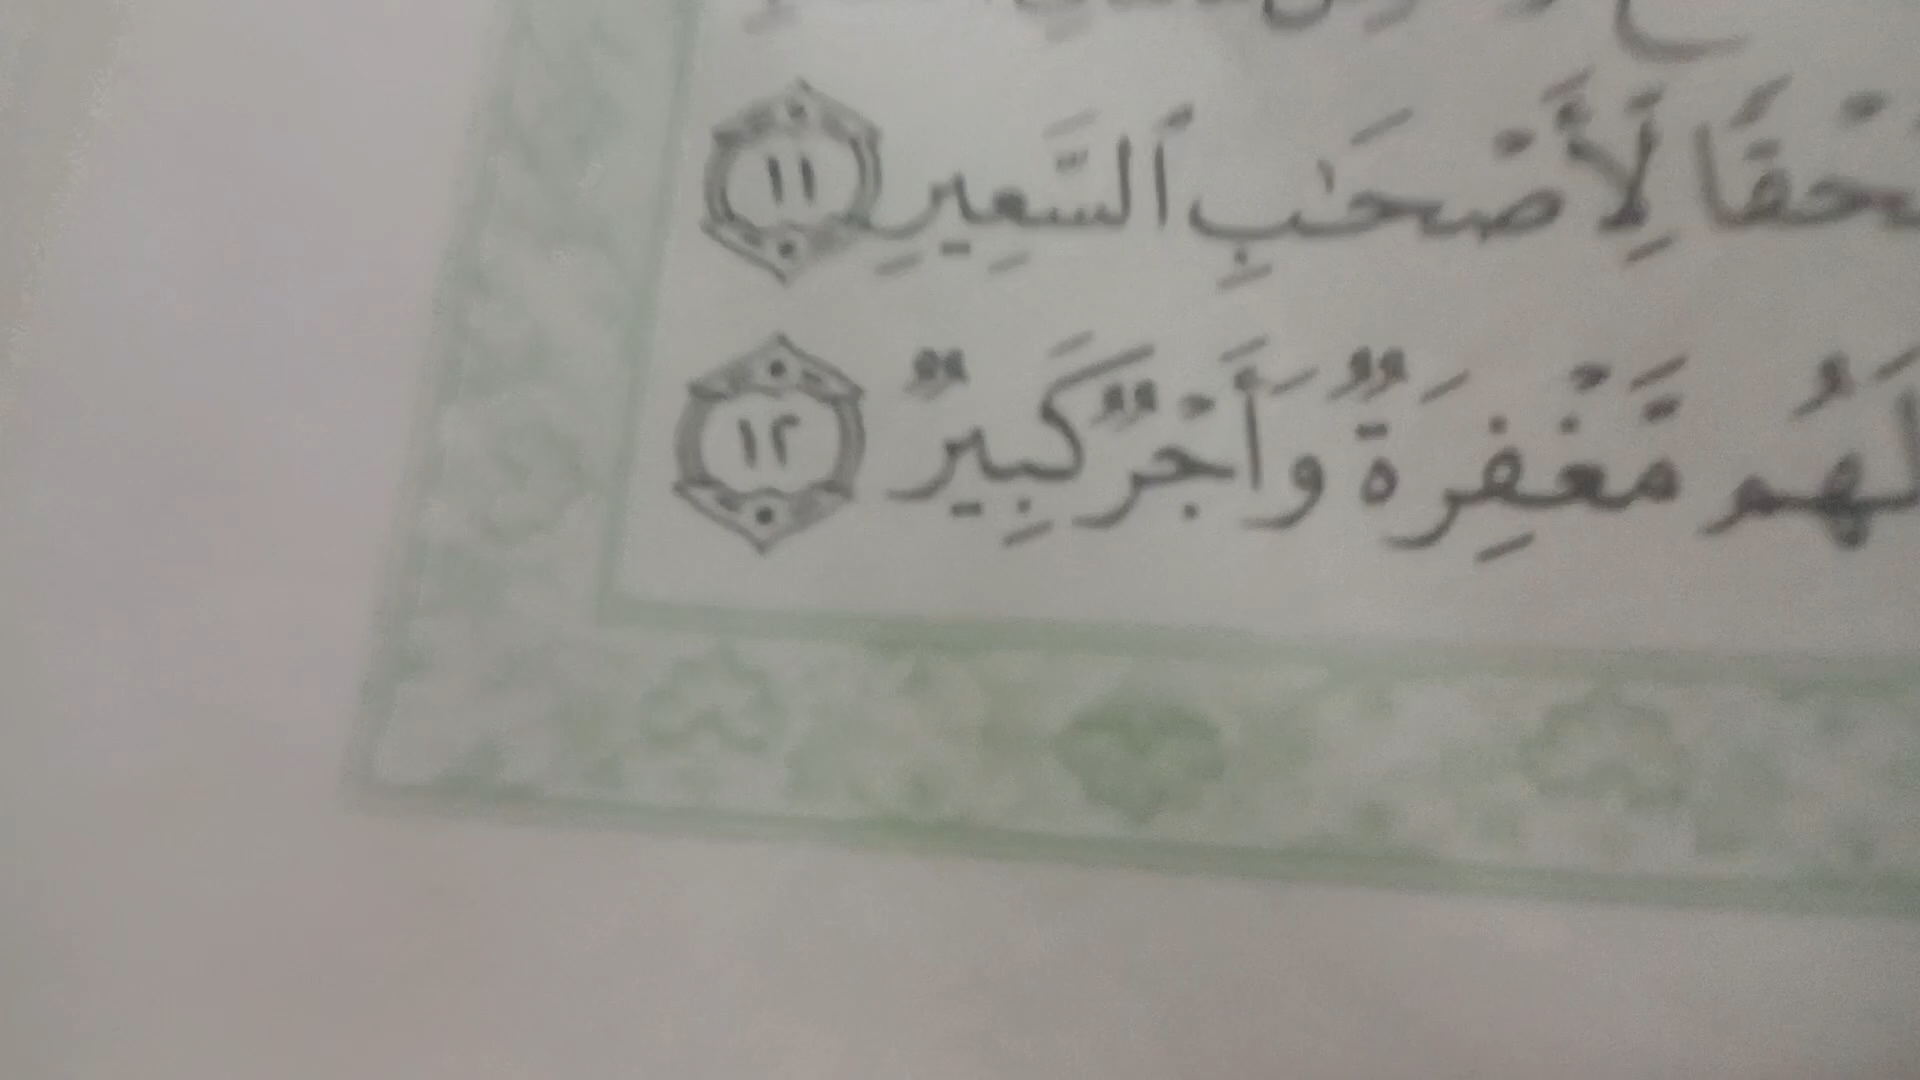 لِّأَصْحَٰبِ ٱلسَّعِيرِ ١١
لَهُم مَّغْفِرَةٌ وَأَجْرٌ كَبِيرٌ ١٢